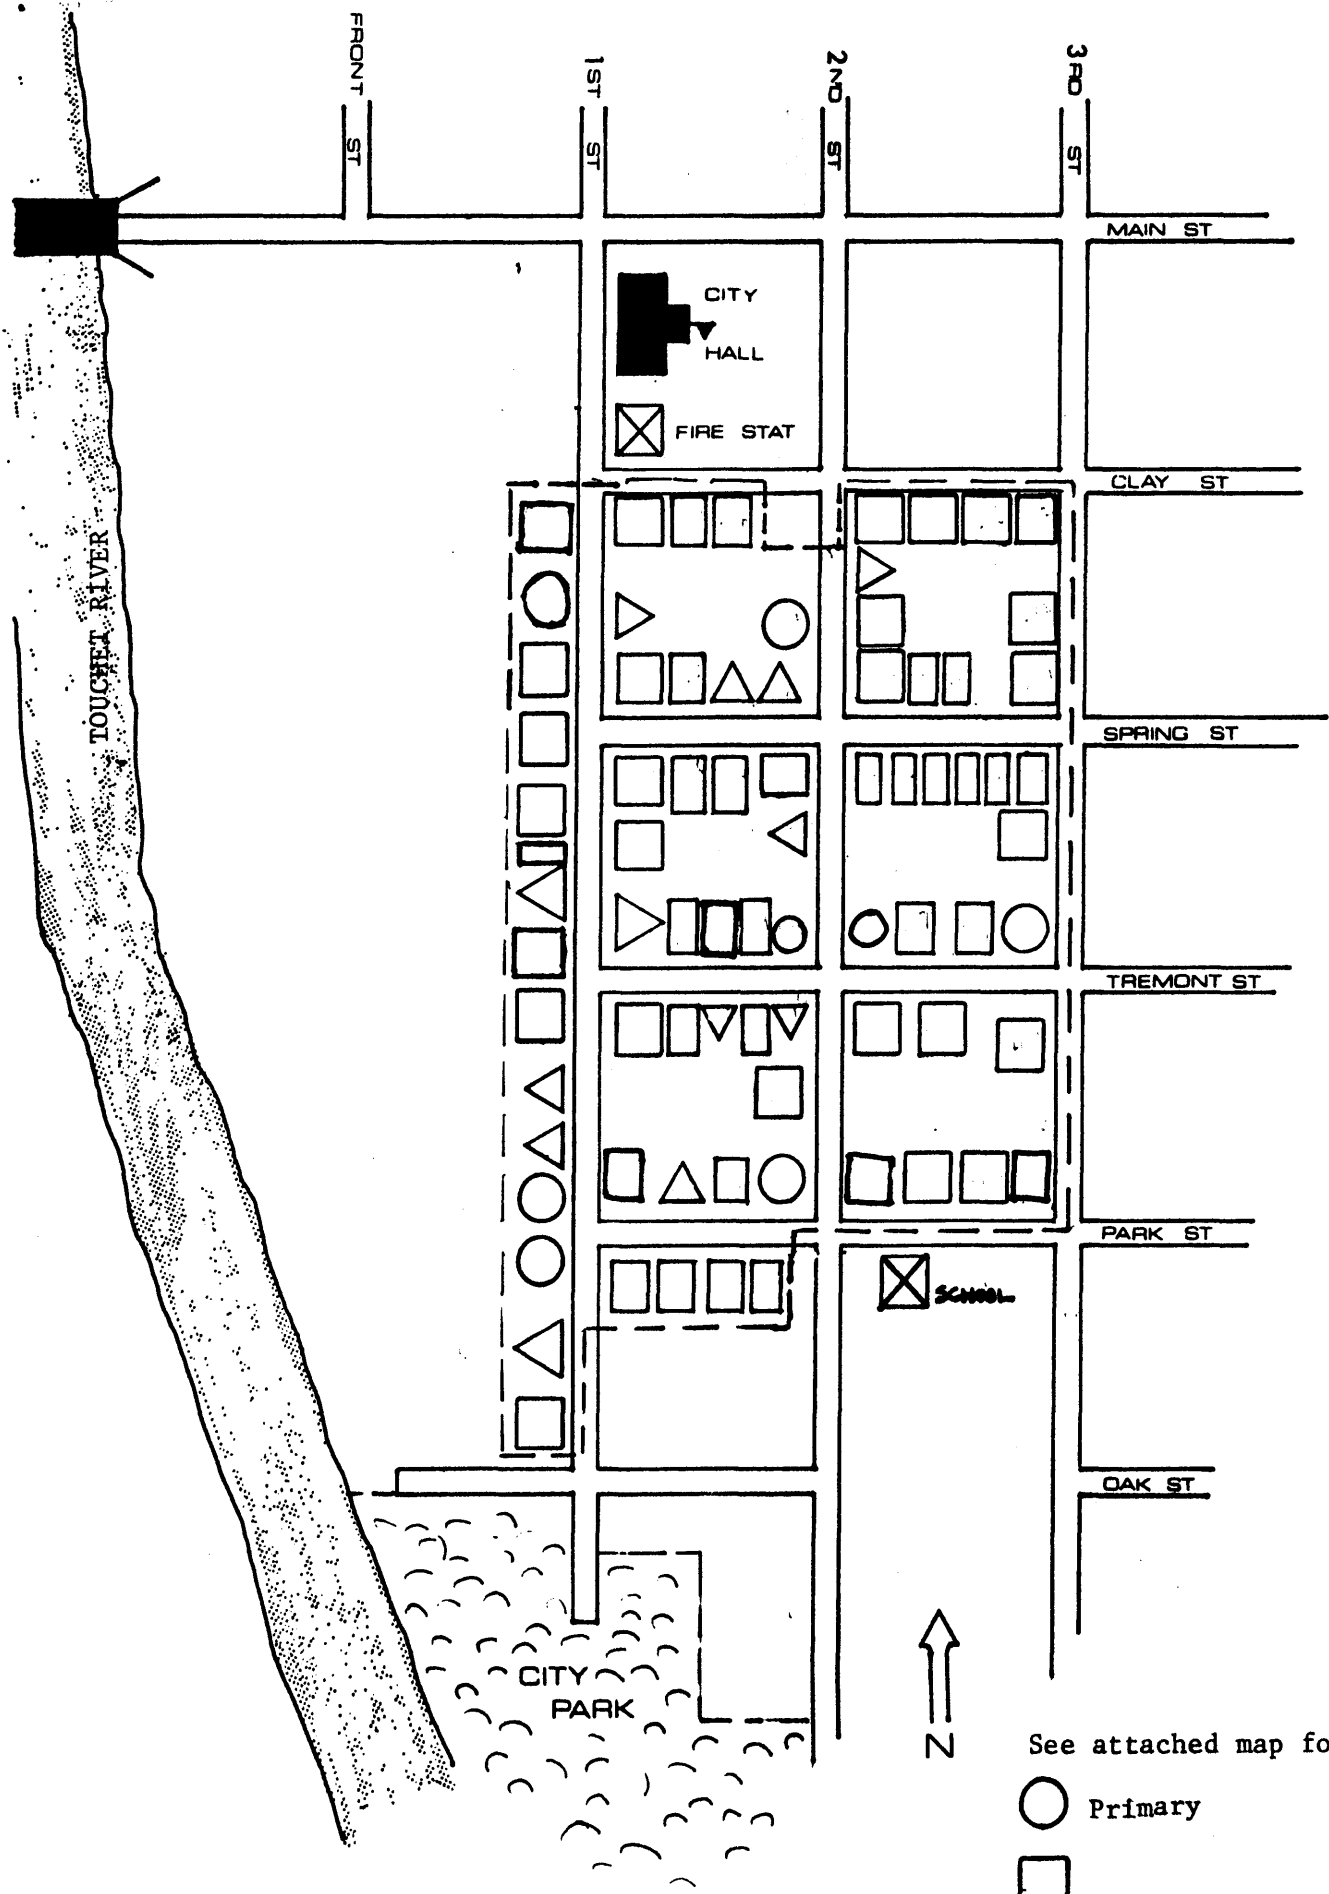 FRONT ST
1ST ST
2ND ST
3RD ST
MAIN ST
CITY
HALL
FIRE STAT
CLAY ST
TOUCHET RIVER
SPRING ST
TREMONT ST
PARK ST
SCHOOL
OAK ST
CITY
PARK
N
See attached map fo
Primary